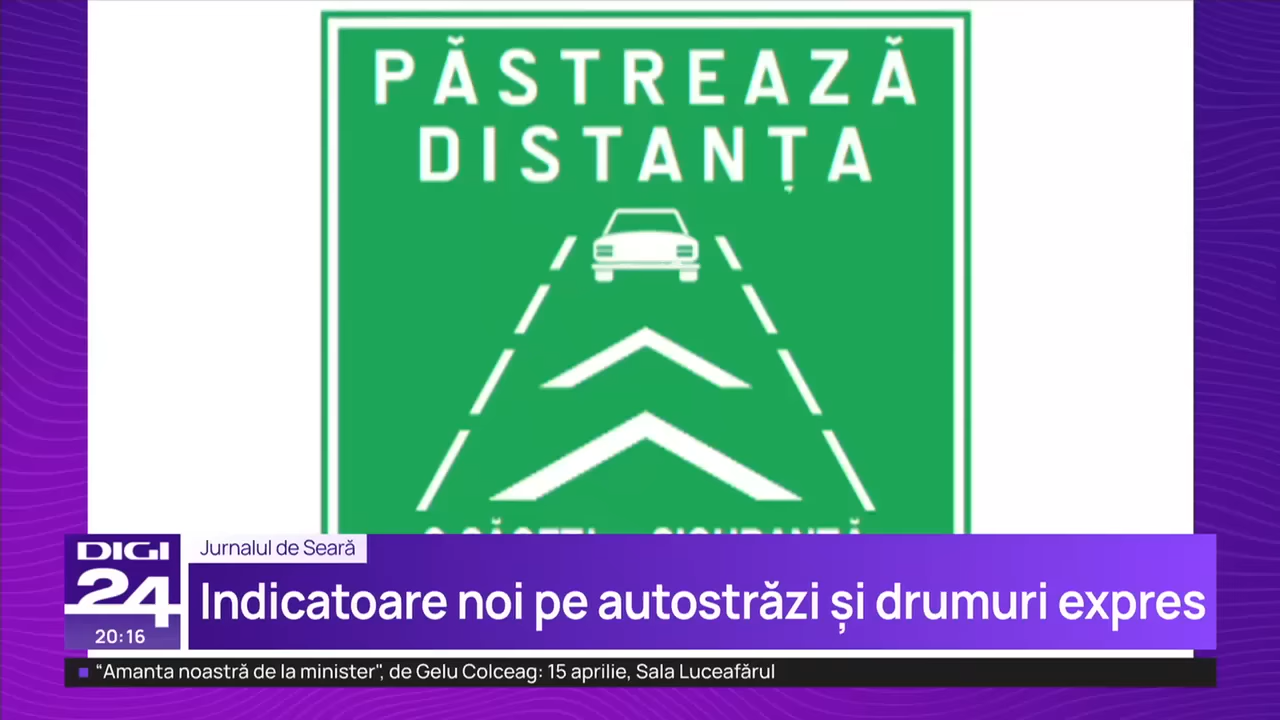 PĂSTREAZĂ
DISTANȚA
DIGI
24
20:16
Jurnalul de Seară
Indicatoare noi pe autostrăzi și drumuri expres
"Amanta noastră de la minister", de Gelu Colceag: 15 aprilie, Sala Luceafărul